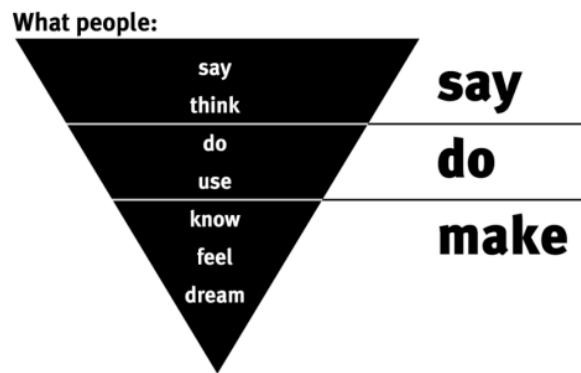 What people:
say
think
do
use
know
feel
dream
say
do
make